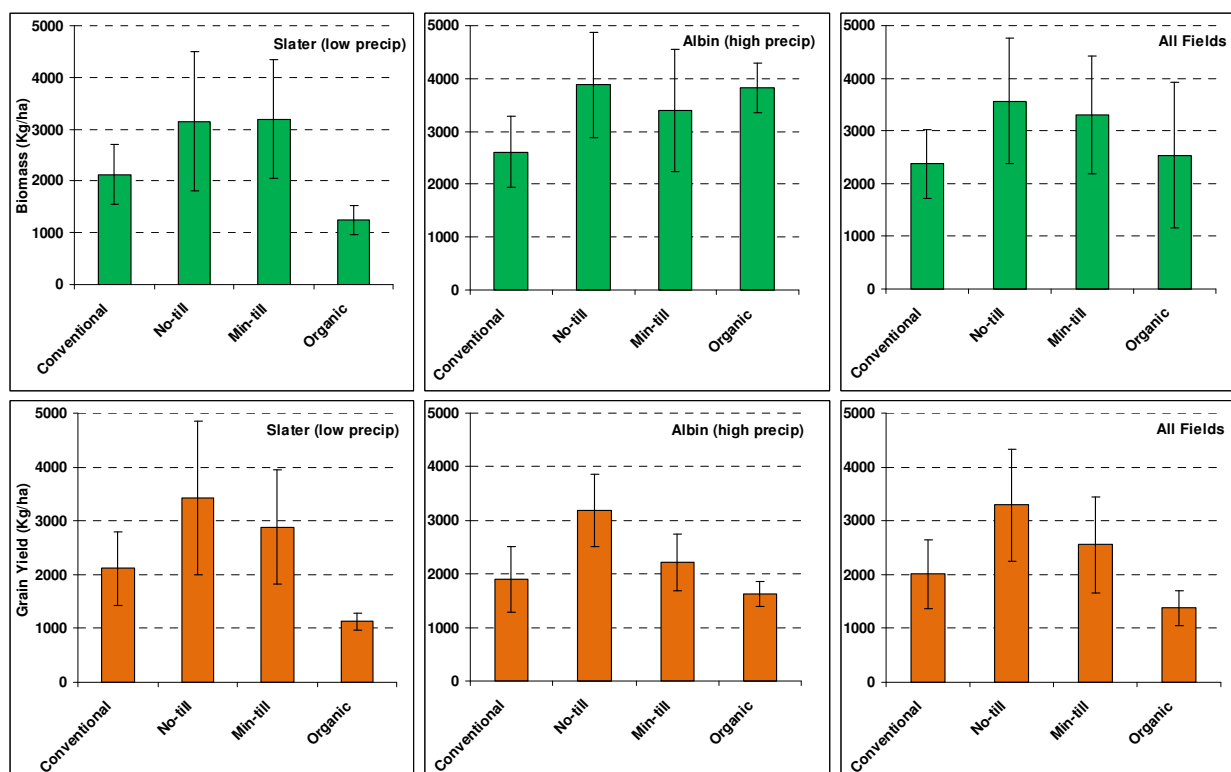 Slater (low precip)
Biomass (Kg/ha)
5000
4000
3000
2000
1000
0
Conventional
No-till
Min-till
Organic
Albin (high precip)
5000
4000
3000
2000
1000
0
Conventional
No-till
Min-till
Organic
All Fields
5000
4000
3000
2000
1000
0
Conventional
No-till
Min-till
Organic
Slater (low precip)
Grain Yield (Kg/ha)
5000
4000
3000
2000
1000
0
Conventional
No-till
Min-till
Organic
Albin (high precip)
5000
4000
3000
2000
1000
0
Conventional
No-till
Min-till
Organic
All Fields
5000
4000
3000
2000
1000
0
Conventional
No-till
Min-till
Organic